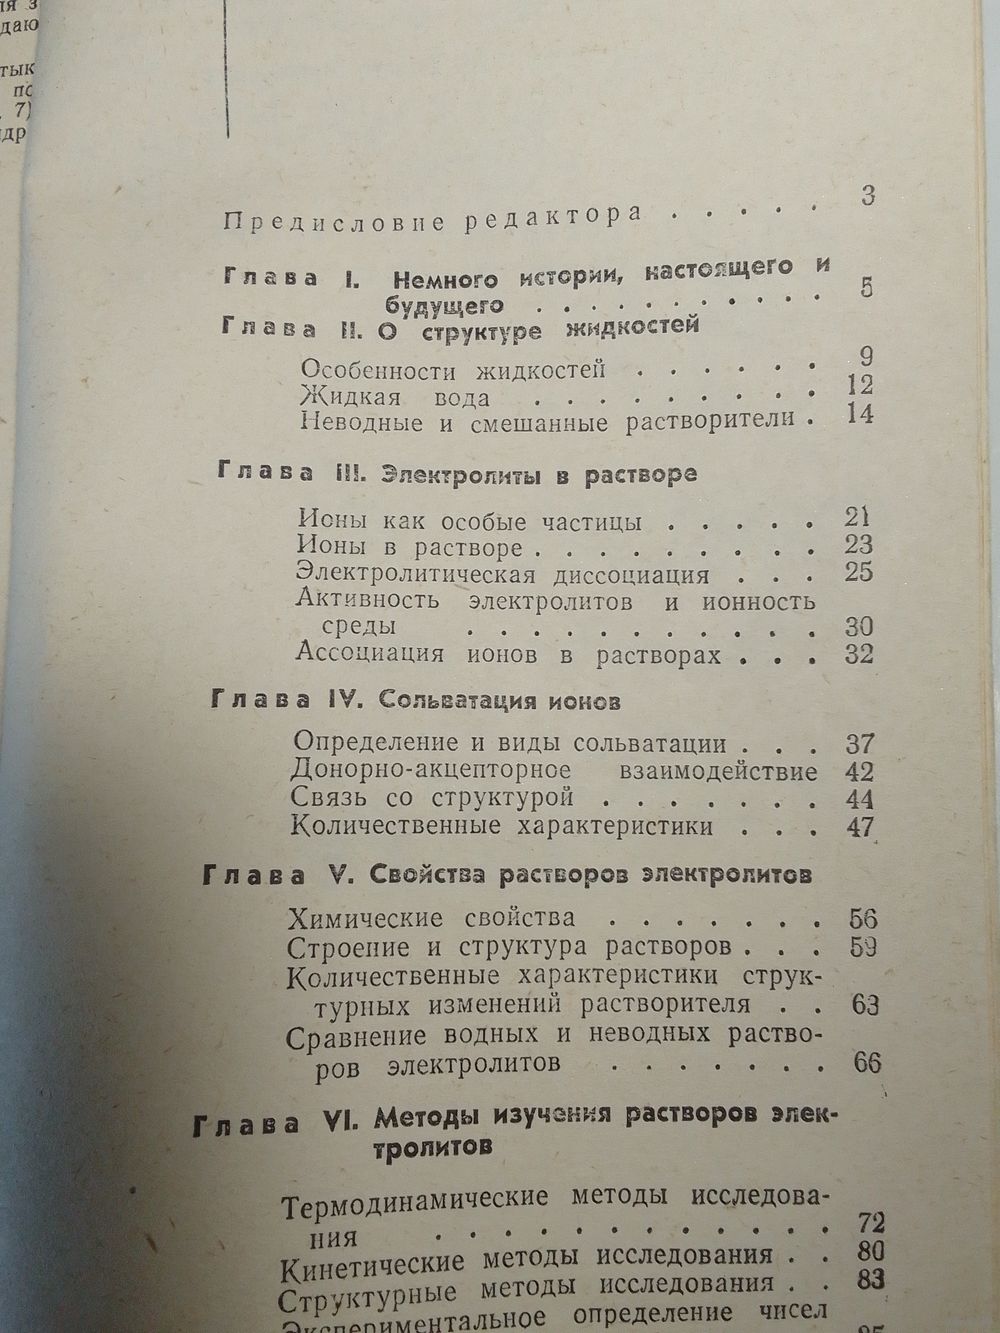 Предисловие редактора . . . . . 3
Глава I. Немного истории, настоящего и
будущего . . . . . . . . . . . 5
Глава II. О структуре жидкостей
Особенности жидкостей . . . . . . 9
Жидкая вода . . . . . . . . . 12
Неводные и смешанные растворители . 14
Глава III. Электролиты в растворе
Ионы как особые частицы . . . . . 21
Ионы в растворе . . . . . . . . . 23
Электролитическая диссоциация . . . 25
Активность электролитов и ионность
среды . . . . . . . . . . . 30
Ассоциация ионов в растворах . . . 32
Глава IV. Сольватация ионов
Определение и виды сольватации . . . 37
Донорно-акцепторное взаимодействие 42
Связь со структурой . . . . . . . 44
Количественные характеристики . . . 47
Глава V. Свойства растворов электролитов
Химические свойства . . . . . . . 56
Строение и структура растворов . . . 59
Количественные характеристики струк-
турных изменений растворителя . . 63
Сравнение водных и неводных раство-
ров электролитов . . . . . . . 66
Глава VI. Методы изучения растворов элек-
тролитов
Термодинамические методы исследова-
ния . . . . . . . . . . . . 72
Кинетические методы исследования . . 80
Структурные методы исследования . . 83
Экспериментальное определение чисел